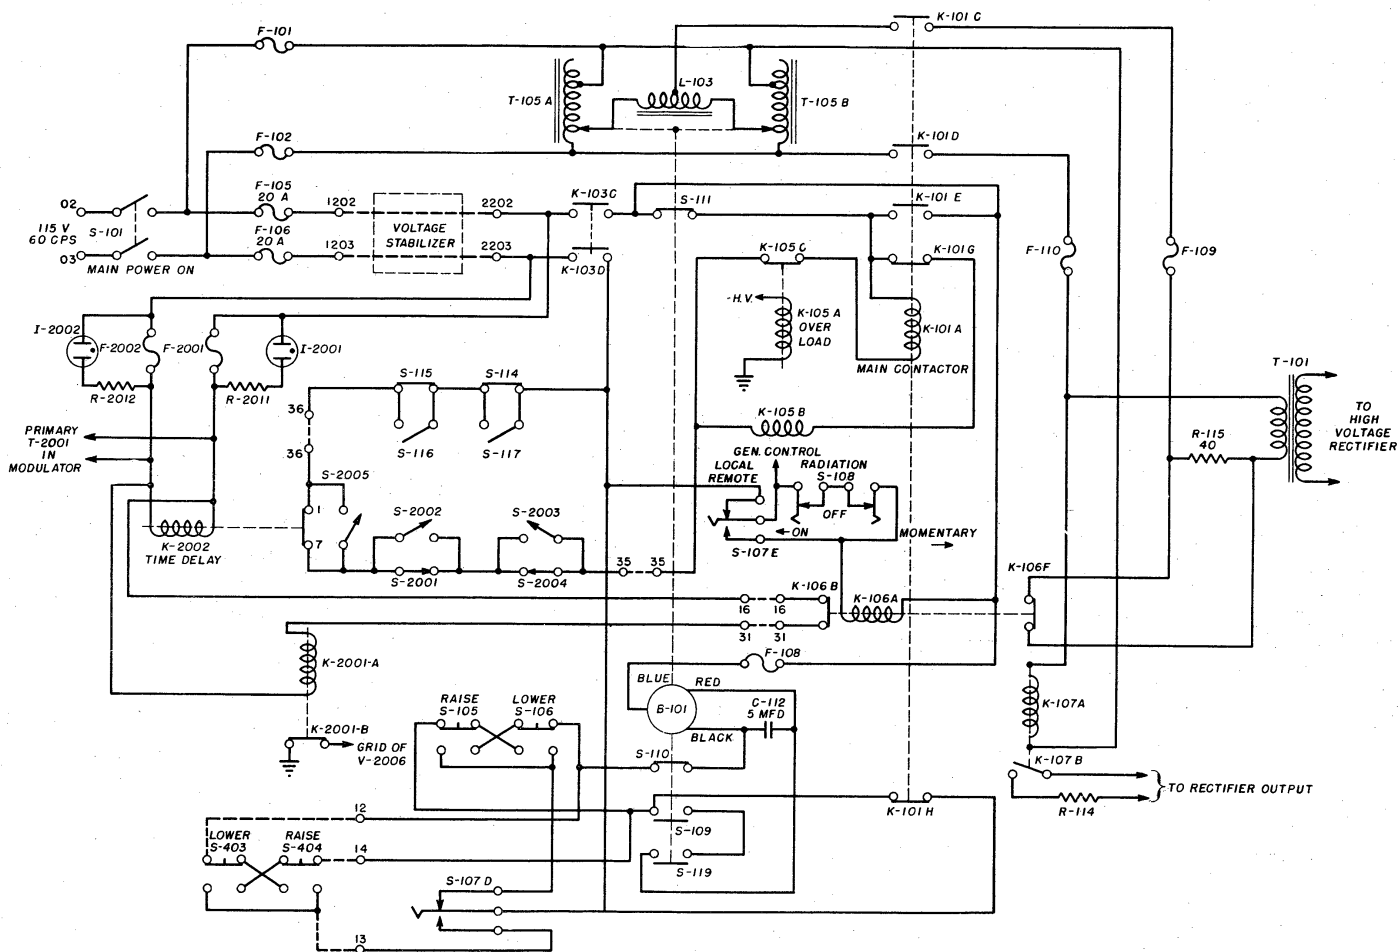 K-101 C
F-101
L-103
T-105 A
T-105 B
F-102
K-101 D
F-105
20 A
1202
2202
K-103C
S-111
K-101 E
02
115 V
60 CPS
S-101
03
MAIN POWER ON
F-106
20 A
1203
VOLTAGE
STABILIZER
2203
K-103D
K-105 C
K-101 G
F-110
F-109
-H.V.
K-105 A
OVER
LOAD
K-101 A
MAIN CONTACTOR
I-2002
F-2002
F-2001
I-2001
R-2012
R-2011
S-115
S-114
T-101
36
36
S-116
S-117
K-105 B
TO
HIGH
VOLTAGE
RECTIFIER
R-115
40
PRIMARY
T-2001
IN
MODULATOR
GEN. CONTROL
LOCAL
REMOTE
RADIATION
S-108
OFF
ON
MOMENTARY
S-107E
S-2005
1
7
S-2002
S-2003
K-2002
TIME DELAY
S-2001
S-2004
35
35
K-106 B
K-106A
K-106F
16
16
31
31
F-108
K-2001-A
BLUE
RED
B-101
BLACK
C-112
5 MFD
K-107A
RAISE
S-105
LOWER
S-106
K-2001-B
GRID OF
V-2006
S-110
K-107 B
TO RECTIFIER OUTPUT
R-114
K-101 H
12
S-109
LOWER
S-403
RAISE
S-404
14
S-119
S-107 D
13